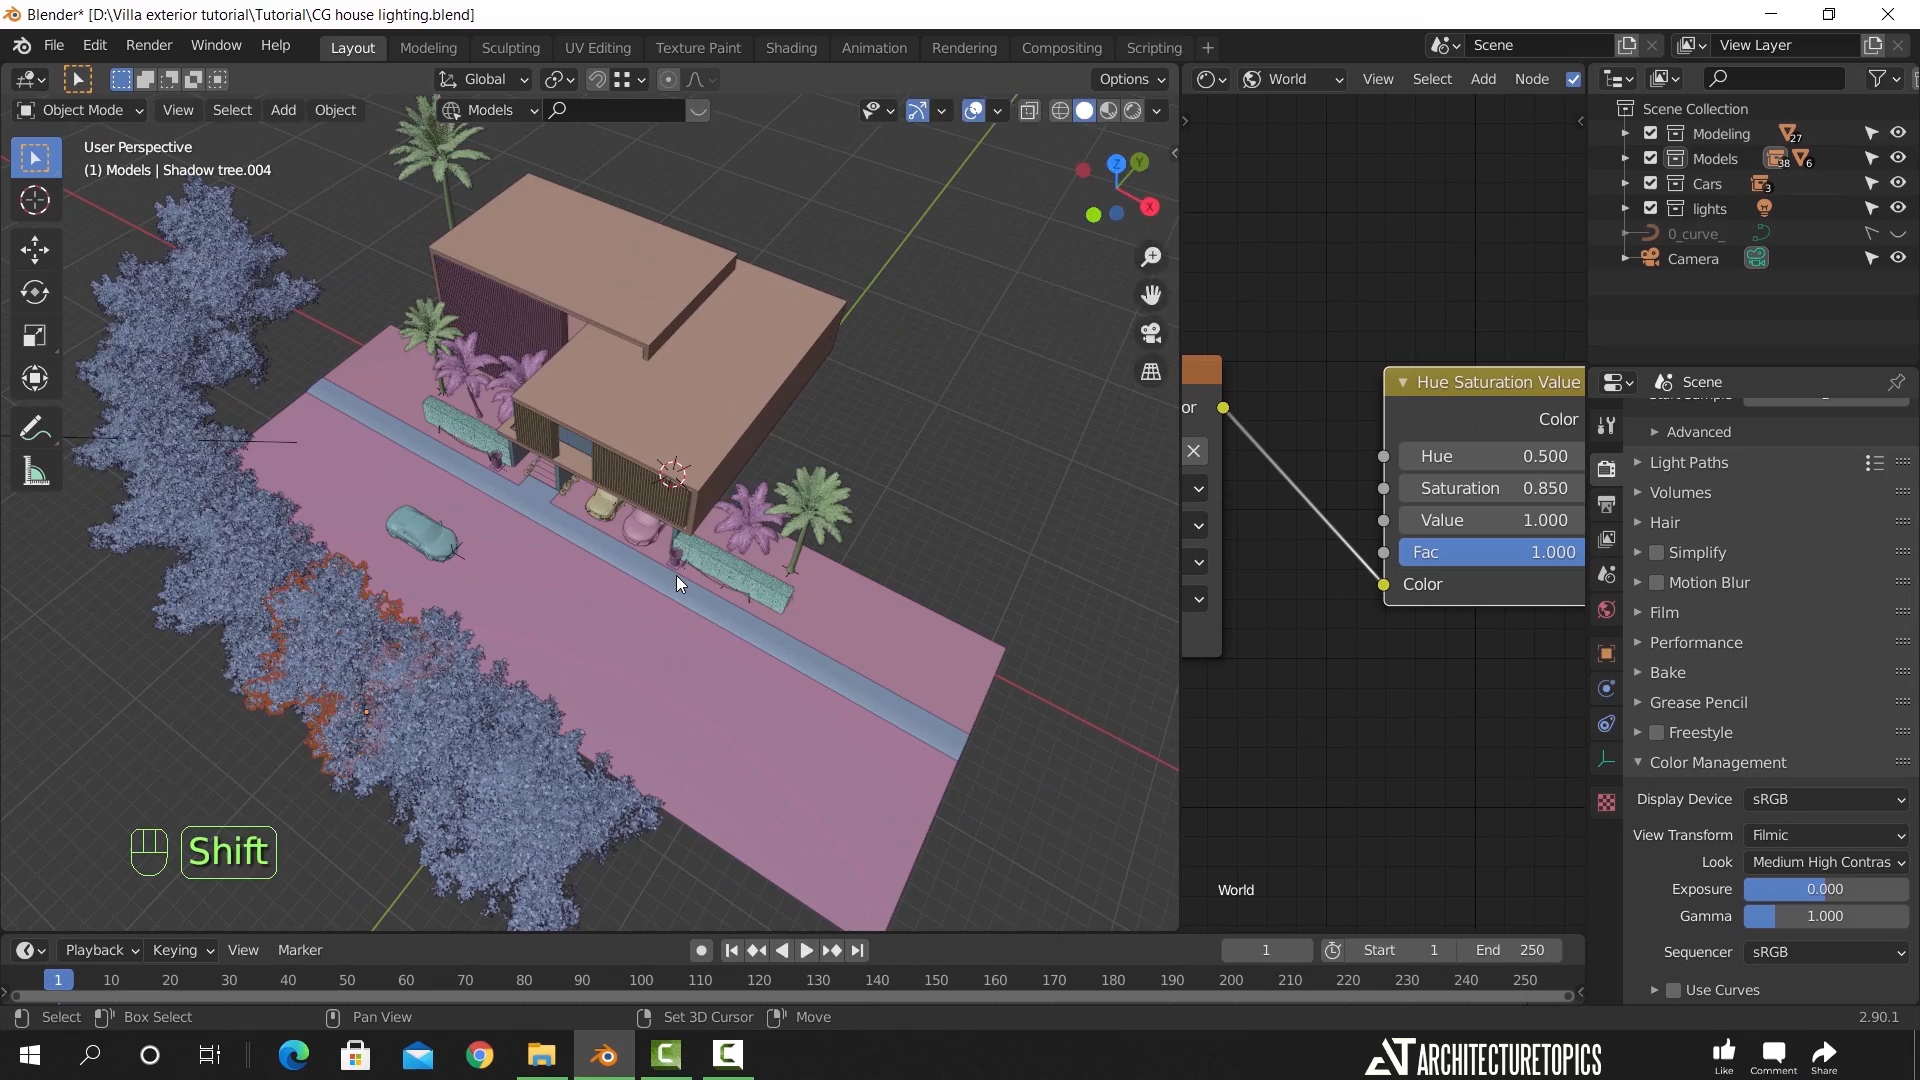 Blender* [D:\Villa exterior tutorial\Tutorial\CG house lighting.blend]
File Edit Render Window Help
Layout Modeling Sculpting UV Editing Texture Paint Shading Animation Rendering Compositing Scripting +
Scene
View Layer
Global
Options
World View Select Add Node
Object Mode View Select Add Object
Models
User Perspective
(1) Models | Shadow tree.004
Z Y X
Scene Collection
Modeling 27
Models 38 6
Cars 3
lights
0_curve_
Camera
or
Hue Saturation Value
Color
Hue 0.500
Saturation 0.850
Value 1.000
Fac 1.000
Color
World
Scene
Advanced
Light Paths
Volumes
Hair
Simplify
Motion Blur
Film
Performance
Bake
Grease Pencil
Freestyle
Color Management
Display Device sRGB
View Transform Filmic
Look Medium High Contras
Exposure 0.000
Gamma 1.000
Sequencer sRGB
Use Curves
Shift
Playback Keying View Marker
1 Start 1 End 250
1 10 20 30 40 50 60 70 80 90 100 110 120 130 140 150 160 170 180 190 200 210 220 230 240 250
Select Box Select Pan View Set 3D Cursor Move 2.90.1
ARCHITECTURETOPICS
Like Comment Share